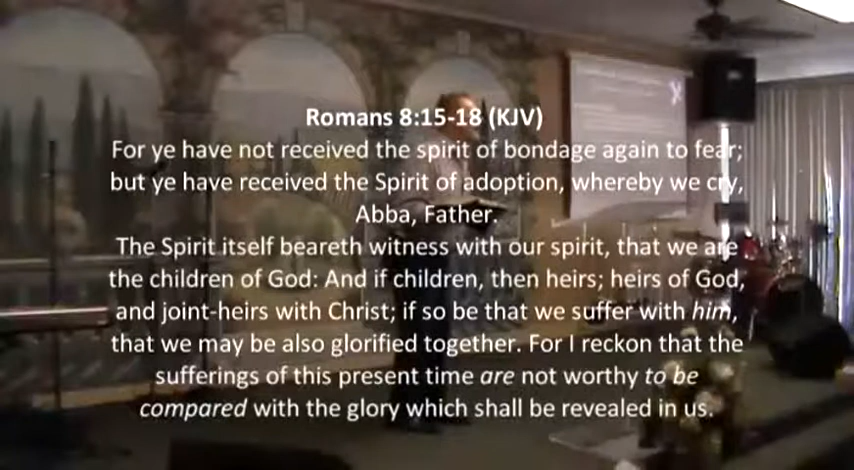 Romans 8:15-18 (KJV)
For ye have not received the spirit of bondage again to fear;
but ye have received the Spirit of adoption, whereby we cry,
Abba, Father.
The Spirit itself beareth witness with our spirit, that we are
the children of God: And if children, then heirs; heirs of God,
and joint-heirs with Christ; if so be that we suffer with him,
that we may be also glorified together. For I reckon that the
sufferings of this present time are not worthy to be
compared with the glory which shall be revealed in us.